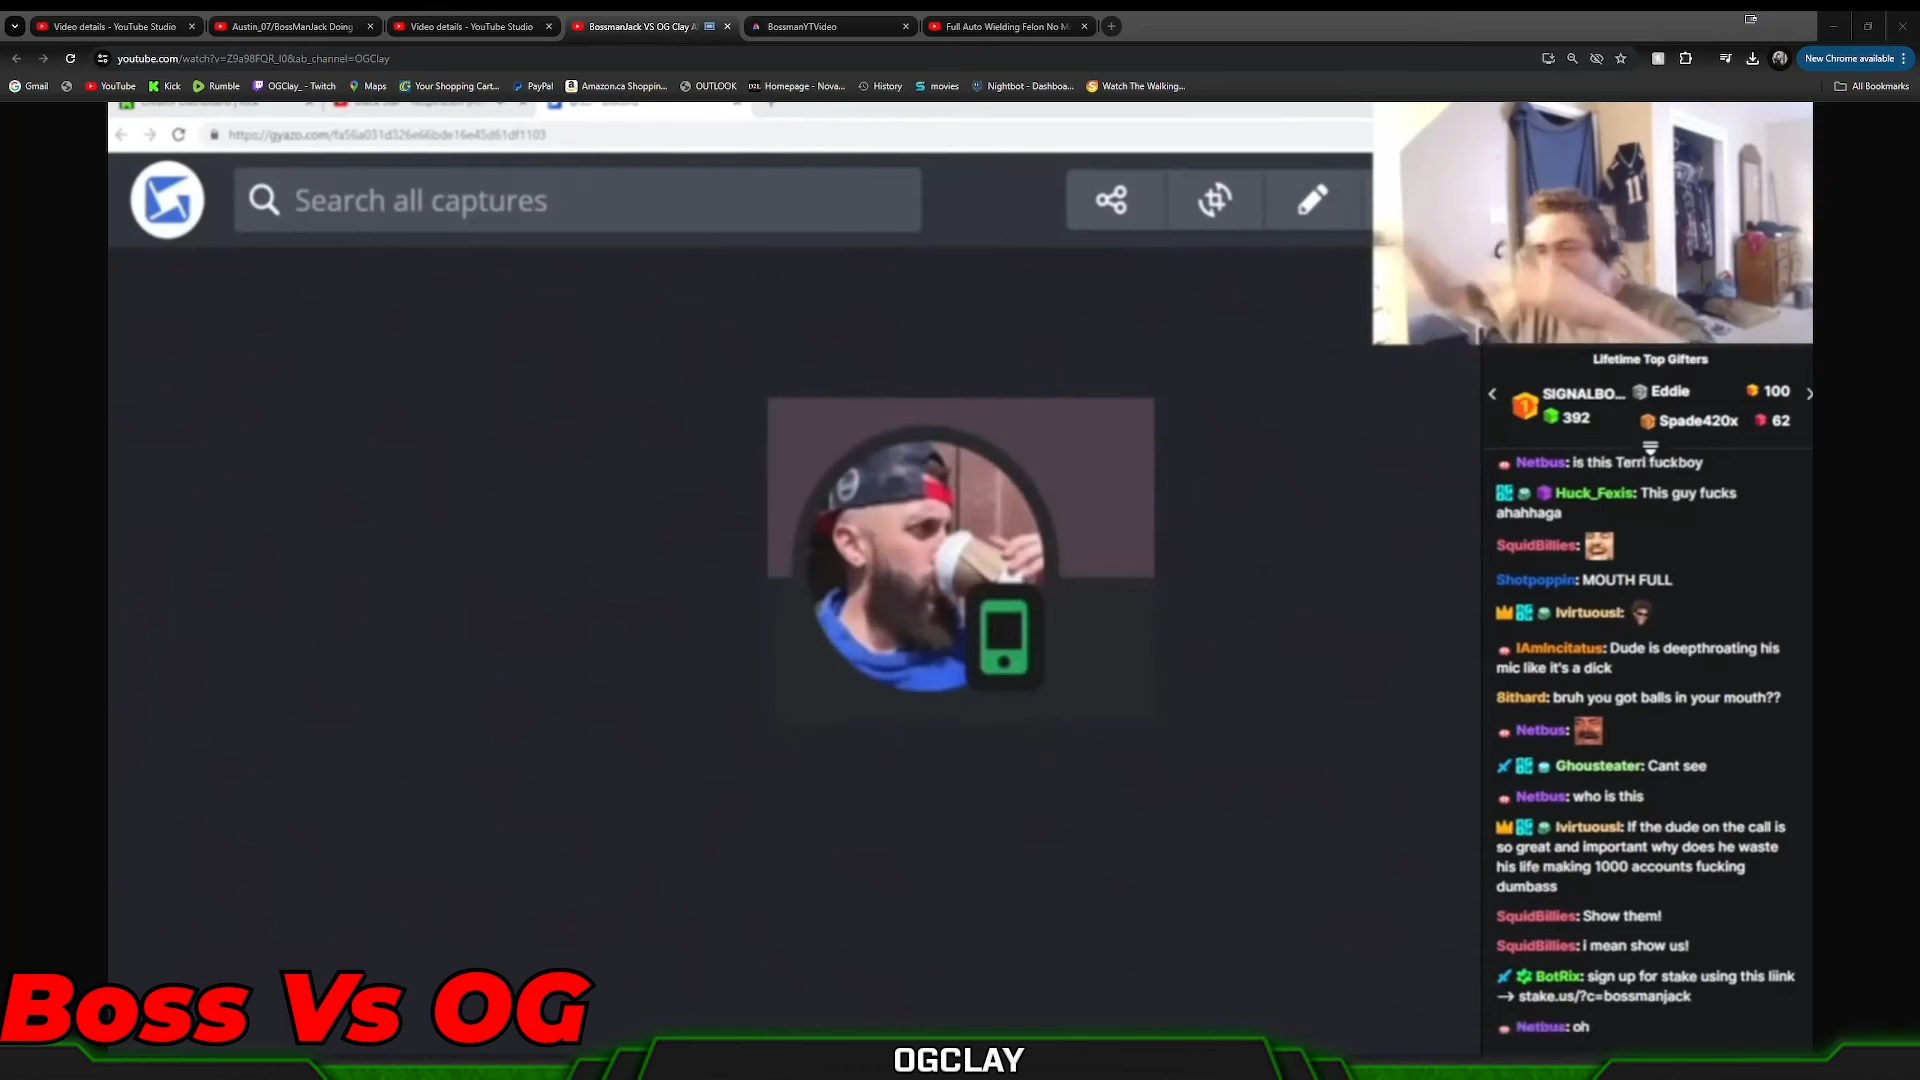 Video details - YouTube Studio
Austin_07/BossManJack Doing
Video details - YouTube Studio
BossmanJack VS OG Clay A
BossmanYTVideo
Full Auto Wielding Felon No M
youtube.com/watch?v=Z9a98FQR_I0&ab_channel=OGClay
New Chrome available
Gmail
YouTube
Kick
Rumble
OGClay_ - Twitch
Maps
Your Shopping Cart...
PayPal
Amazon.ca Shoppin...
OUTLOOK
Homepage - Nova...
History
movies
Nightbot - Dashboa...
Watch The Walking...
All Bookmarks
https://gyazo.com/fa56a031d326e66bde16e45d61df1103
Search all captures
Lifetime Top Gifters
SIGNALBO...
392
Eddie 100
Spade420x 62
Netbus: is this Terri fuckboy
Huck_Fexis: This guy fucks
ahahhaga
SquidBillies:
Shotpoppin: MOUTH FULL
Ivirtuousl:
IAmIncitatus: Dude is deepthroating his
mic like it's a dick
8ithard: bruh you got balls in your mouth??
Netbus:
Ghousteater: Cant see
Netbus: who is this
Ivirtuousl: If the dude on the call is
so great and important why does he waste
his life making 1000 accounts fucking
dumbass
SquidBillies: Show them!
SquidBillies: i mean show us!
BotRix: sign up for stake using this liink
—> stake.us/?c=bossmanjack
Netbus: oh
Boss Vs OG
OGCLAY